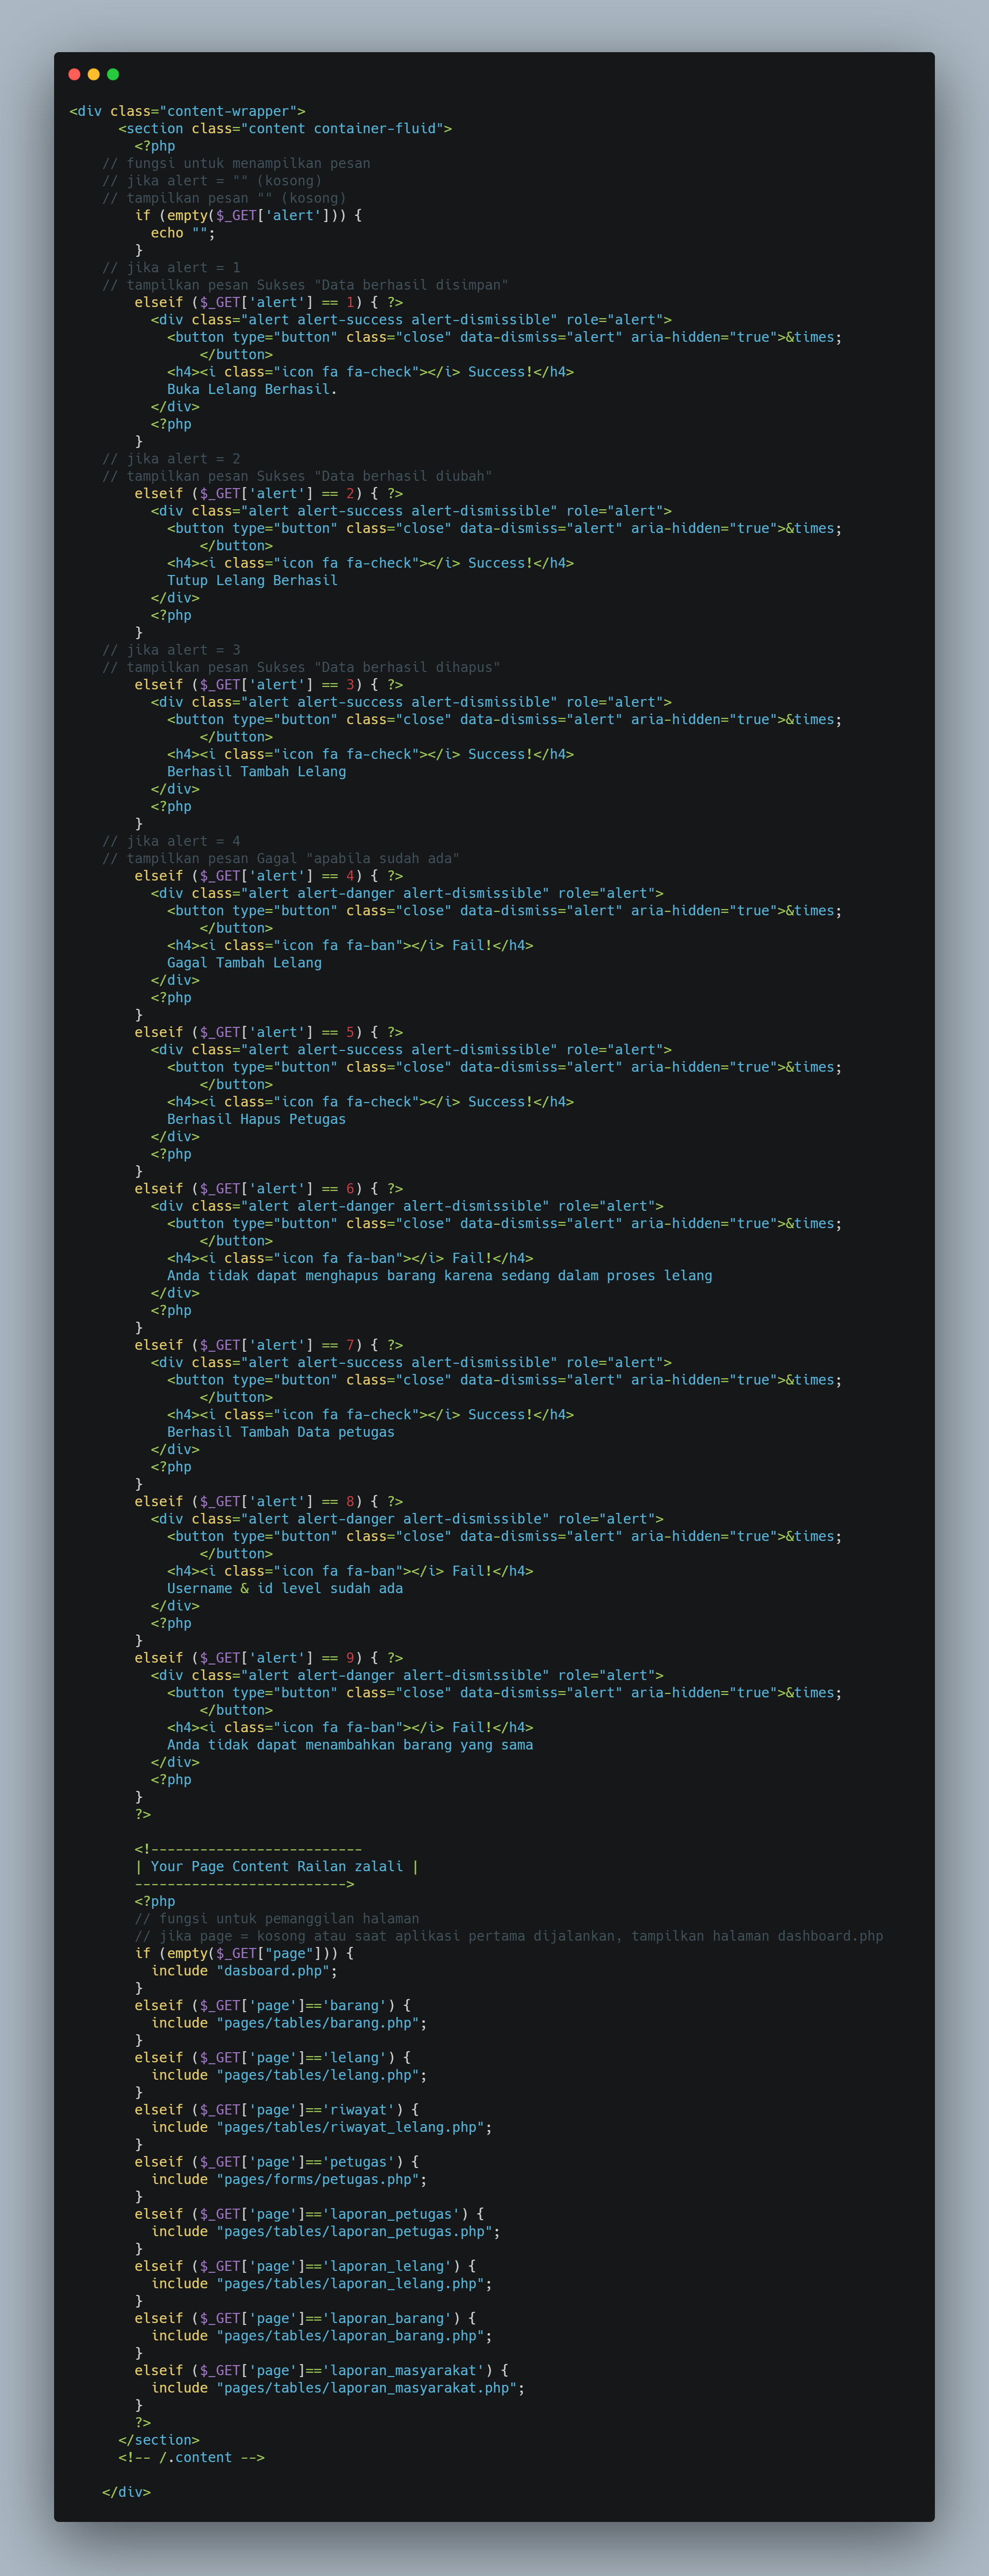 <div class="content-wrapper">
      <section class="content container-fluid">
        <?php
    // fungsi untuk menampilkan pesan
    // jika alert = "" (kosong)
    // tampilkan pesan "" (kosong)
        if (empty($_GET['alert'])) {
          echo "";
        }
    // jika alert = 1
    // tampilkan pesan Sukses "Data berhasil disimpan"
        elseif ($_GET['alert'] == 1) { ?>
          <div class="alert alert-success alert-dismissible" role="alert">
            <button type="button" class="close" data-dismiss="alert" aria-hidden="true">&times;
                </button>
            <h4><i class="icon fa fa-check"></i> Success!</h4>
            Buka Lelang Berhasil.
          </div>
          <?php
        }
    // jika alert = 2
    // tampilkan pesan Sukses "Data berhasil diubah"
        elseif ($_GET['alert'] == 2) { ?>
          <div class="alert alert-success alert-dismissible" role="alert">
            <button type="button" class="close" data-dismiss="alert" aria-hidden="true">&times;
                </button>
            <h4><i class="icon fa fa-check"></i> Success!</h4>
            Tutup Lelang Berhasil
          </div>
          <?php
        }
    // jika alert = 3
    // tampilkan pesan Sukses "Data berhasil dihapus"
        elseif ($_GET['alert'] == 3) { ?>
          <div class="alert alert-success alert-dismissible" role="alert">
            <button type="button" class="close" data-dismiss="alert" aria-hidden="true">&times;
                </button>
            <h4><i class="icon fa fa-check"></i> Success!</h4>
            Berhasil Tambah Lelang
          </div>
          <?php
        }
    // jika alert = 4
    // tampilkan pesan Gagal "apabila sudah ada"
        elseif ($_GET['alert'] == 4) { ?>
          <div class="alert alert-danger alert-dismissible" role="alert">
            <button type="button" class="close" data-dismiss="alert" aria-hidden="true">&times;
                </button>
            <h4><i class="icon fa fa-ban"></i> Fail!</h4>
            Gagal Tambah Lelang
          </div>
          <?php
        }
        elseif ($_GET['alert'] == 5) { ?>
          <div class="alert alert-success alert-dismissible" role="alert">
            <button type="button" class="close" data-dismiss="alert" aria-hidden="true">&times;
                </button>
            <h4><i class="icon fa fa-check"></i> Success!</h4>
            Berhasil Hapus Petugas
          </div>
          <?php
        }
        elseif ($_GET['alert'] == 6) { ?>
          <div class="alert alert-danger alert-dismissible" role="alert">
            <button type="button" class="close" data-dismiss="alert" aria-hidden="true">&times;
                </button>
            <h4><i class="icon fa fa-ban"></i> Fail!</h4>
            Anda tidak dapat menghapus barang karena sedang dalam proses lelang
          </div>
          <?php
        }
        elseif ($_GET['alert'] == 7) { ?>
          <div class="alert alert-success alert-dismissible" role="alert">
            <button type="button" class="close" data-dismiss="alert" aria-hidden="true">&times;
                </button>
            <h4><i class="icon fa fa-check"></i> Success!</h4>
            Berhasil Tambah Data petugas
          </div>
          <?php
        }
        elseif ($_GET['alert'] == 8) { ?>
          <div class="alert alert-danger alert-dismissible" role="alert">
            <button type="button" class="close" data-dismiss="alert" aria-hidden="true">&times;
                </button>
            <h4><i class="icon fa fa-ban"></i> Fail!</h4>
            Username & id level sudah ada
          </div>
          <?php
        }
        elseif ($_GET['alert'] == 9) { ?>
          <div class="alert alert-danger alert-dismissible" role="alert">
            <button type="button" class="close" data-dismiss="alert" aria-hidden="true">&times;
                </button>
            <h4><i class="icon fa fa-ban"></i> Fail!</h4>
            Anda tidak dapat menambahkan barang yang sama
          </div>
          <?php
        }
        ?>

        <!--------------------------
        | Your Page Content Railan zalali |
        -------------------------->
        <?php
        // fungsi untuk pemanggilan halaman
        // jika page = kosong atau saat aplikasi pertama dijalankan, tampilkan halaman dashboard.php
        if (empty($_GET["page"])) {
          include "dasboard.php";
        }
        elseif ($_GET['page']=='barang') {
          include "pages/tables/barang.php";
        }
        elseif ($_GET['page']=='lelang') {
          include "pages/tables/lelang.php";
        }
        elseif ($_GET['page']=='riwayat') {
          include "pages/tables/riwayat_lelang.php";
        }
        elseif ($_GET['page']=='petugas') {
          include "pages/forms/petugas.php";
        }
        elseif ($_GET['page']=='laporan_petugas') {
          include "pages/tables/laporan_petugas.php";
        }
        elseif ($_GET['page']=='laporan_lelang') {
          include "pages/tables/laporan_lelang.php";
        }
        elseif ($_GET['page']=='laporan_barang') {
          include "pages/tables/laporan_barang.php";
        }
        elseif ($_GET['page']=='laporan_masyarakat') {
          include "pages/tables/laporan_masyarakat.php";
        }
        ?>
      </section>
      <!-- /.content -->

    </div>